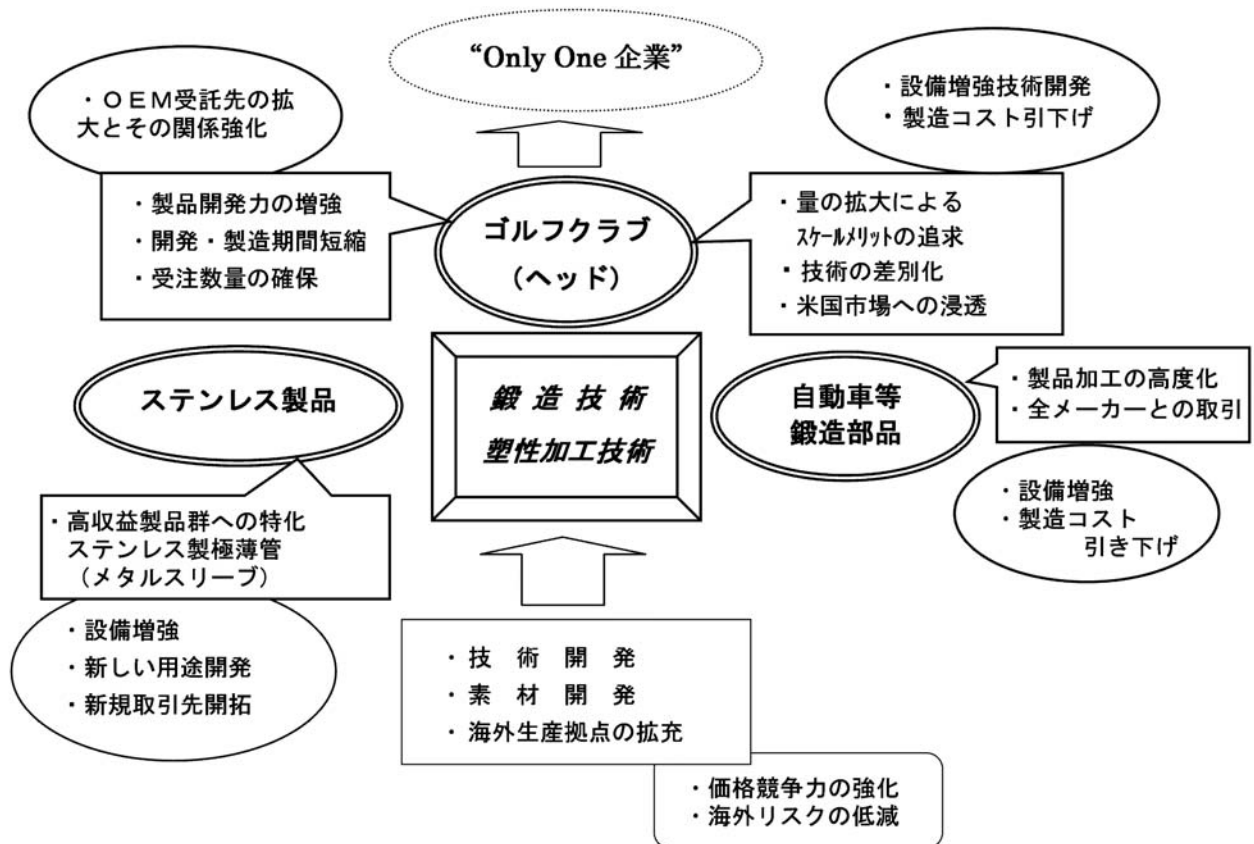 “Only One 企業”
・ＯＥＭ受託先の拡
大とその関係強化
・設備増強技術開発
・製造コスト引下げ
・製品開発力の増強
・開発・製造期間短縮
・受注数量の確保
ゴルフクラブ
（ヘッド）
・量の拡大による
ｽｹｰﾙﾒﾘｯﾄの追求
・技術の差別化
・米国市場への浸透
ステンレス製品
鍛造技術
塑性加工技術
自動車等
鍛造部品
・製品加工の高度化
・全メーカーとの取引
・設備増強
・製造コスト
引き下げ
・高収益製品群への特化
ステンレス製極薄管
（メタルスリーブ）
・設備増強
・新しい用途開発
・新規取引先開拓
・技　術　開　発
・素　材　開　発
・海外生産拠点の拡充
・価格競争力の強化
・海外リスクの低減